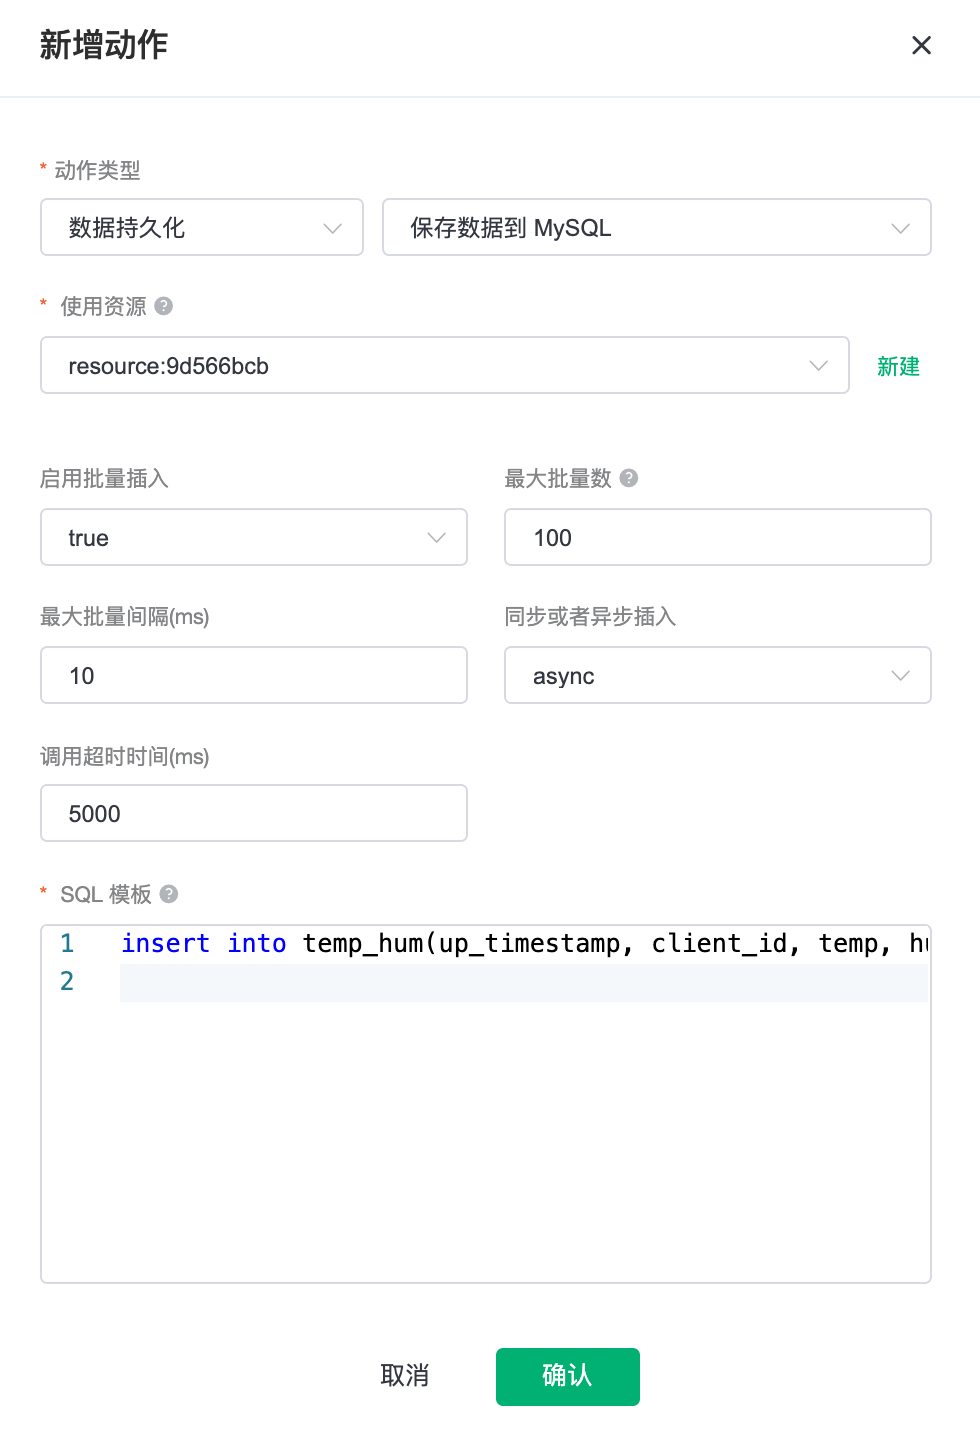 新增动作
* 动作类型
数据持久化 保存数据到 MySQL
* 使用资源 ?
resource:9d566bcb 新建
启用批量插入 最大批量数 ?
true 100
最大批量间隔(ms) 同步或者异步插入
10 async
调用超时时间(ms)
5000
* SQL 模板 ?
1 insert into temp_hum(up_timestamp, client_id, temp,
2
取消 确认